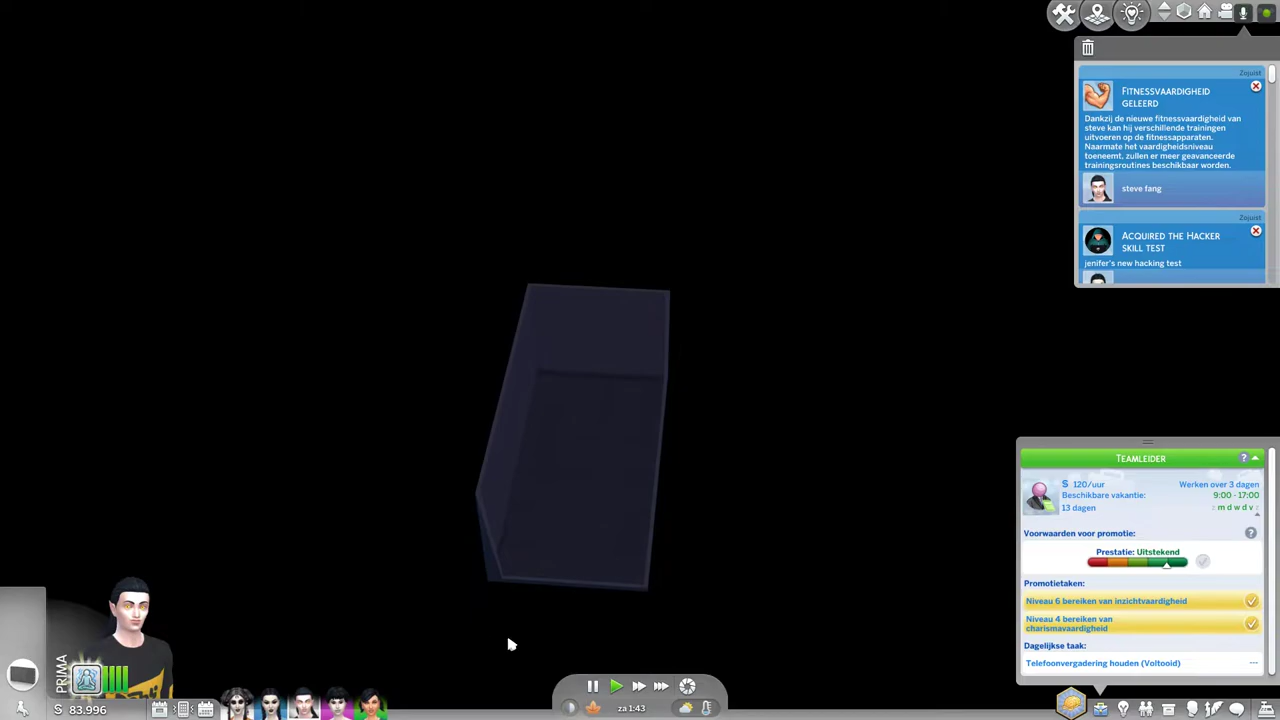 Zojuist
FITNESSVAARDIGHEID
GELEERD
Dankzij de nieuwe fitnessvaardigheid van
steve kan hij verschillende trainingen
uitvoeren op de fitnessapparaten.
Naarmate het vaardigheidsniveau
toeneemt, zullen er meer geavanceerde
trainingsroutines beschikbaar worden.
steve fang
Zojuist
ACQUIRED THE HACKER
SKILL TEST
jenifer's new hacking test
TEAMLEIDER
?
S 120/uur
Werken over 3 dagen
Beschikbare vakantie:
9:00 - 17:00
13 dagen
z m d w d v z
Voorwaarden voor promotie:
?
Prestatie: Uitstekend
Promotietaken:
Niveau 6 bereiken van inzichtvaardigheid
Niveau 4 bereiken van
charismavaardigheid
Dagelijkse taak:
Telefoonvergadering houden (Voltooid)
PRIMA
S 83.996
za 1:43